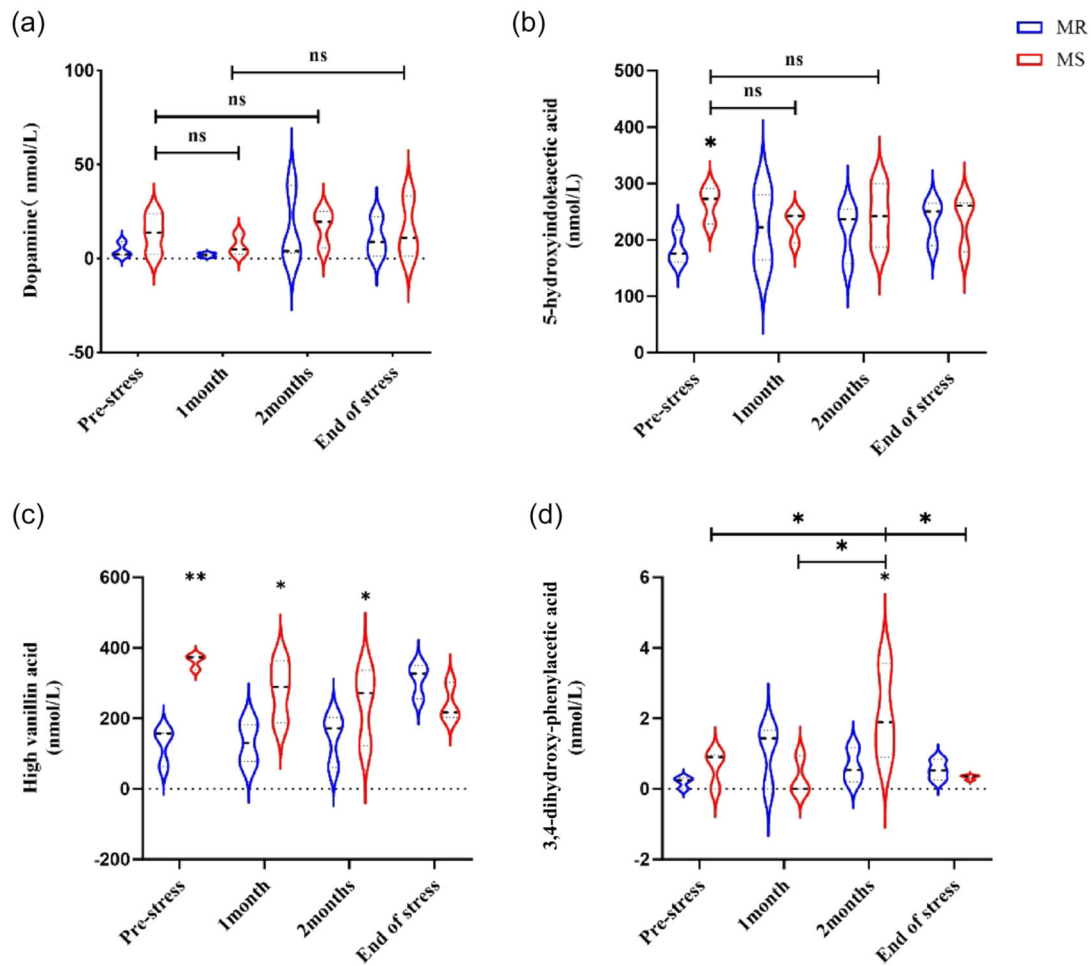 (a)
(b)
MR
MS
ns
ns
ns
100
50
0
-50
Dopamine( nmol/L)
Pre-stress
1month
2months
End of stress
ns
ns
*
500
400
300
200
100
0
5-hydroxyindoleacetic acid
(nmol/L)
Pre-stress
1month
2months
End of stress
(c)
(d)
**
*
*
600
400
200
0
-200
High vanillin acid
(nmol/L)
Pre-stress
1month
2months
End of stress
*
*
*
*
6
4
2
0
-2
3,4-dihydroxy-phenylacetic acid
(nmol/L)
Pre-stress
1month
2months
End of stress